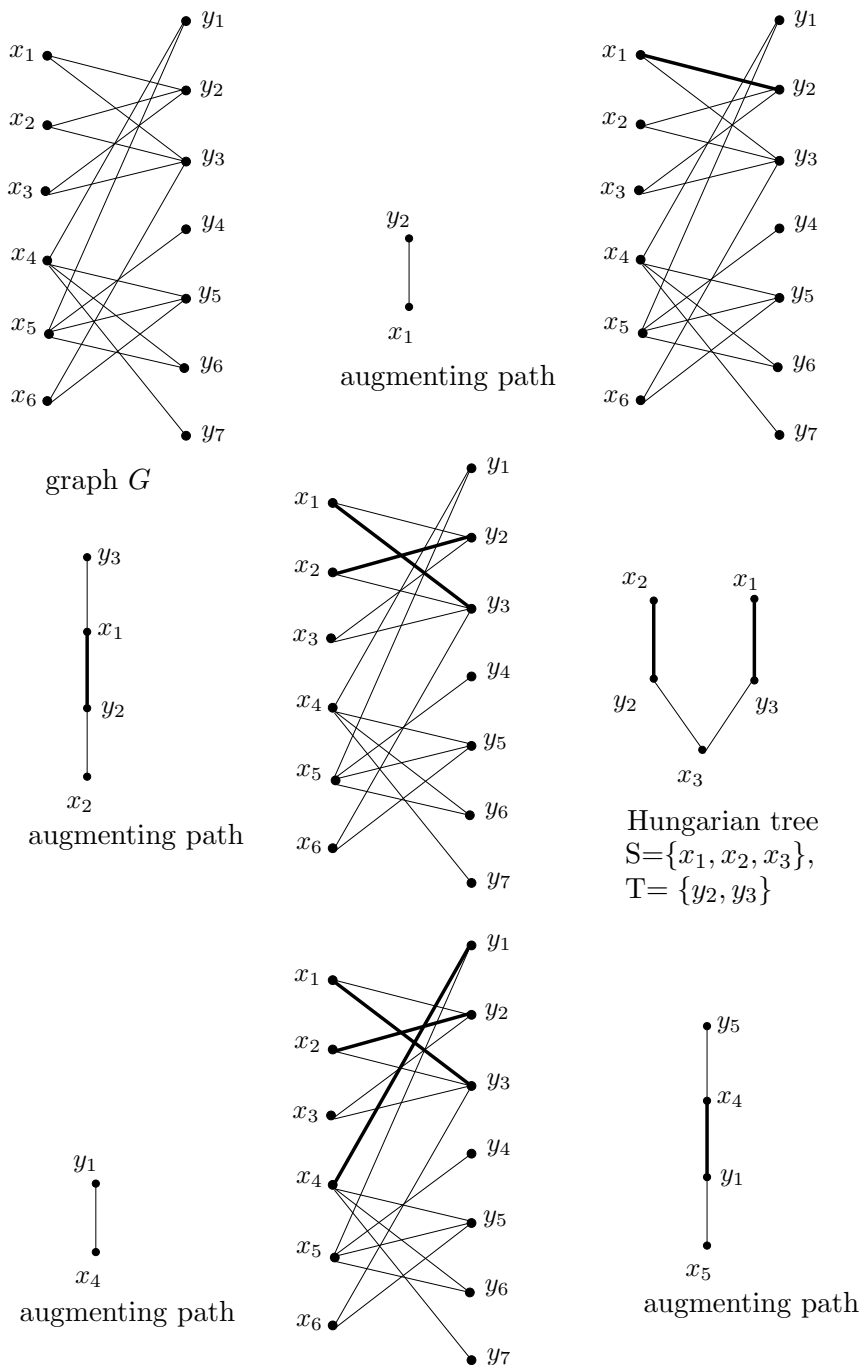 y₁
x₁
y₂
x₂
y₃
x₃
y₄
x₄
y₅
x₅
y₆
x₆
y₇
graph G
y₂
x₁
augmenting path
y₁
x₁
y₂
x₂
y₃
x₃
y₄
x₄
y₅
x₅
y₆
x₆
y₇
y₃
x₁
y₂
x₂
augmenting path
y₁
x₁
y₂
x₂
y₃
x₃
y₄
x₄
y₅
x₅
y₆
x₆
y₇
x₂ x₁
y₂ y₃
x₃
Hungarian tree
S={x₁, x₂, x₃},
T= {y₂, y₃}
y₁
x₄
augmenting path
y₁
x₁
y₂
x₂
y₃
x₃
y₄
x₄
y₅
x₅
y₆
x₆
y₇
y₅
x₄
y₁
x₅
augmenting path